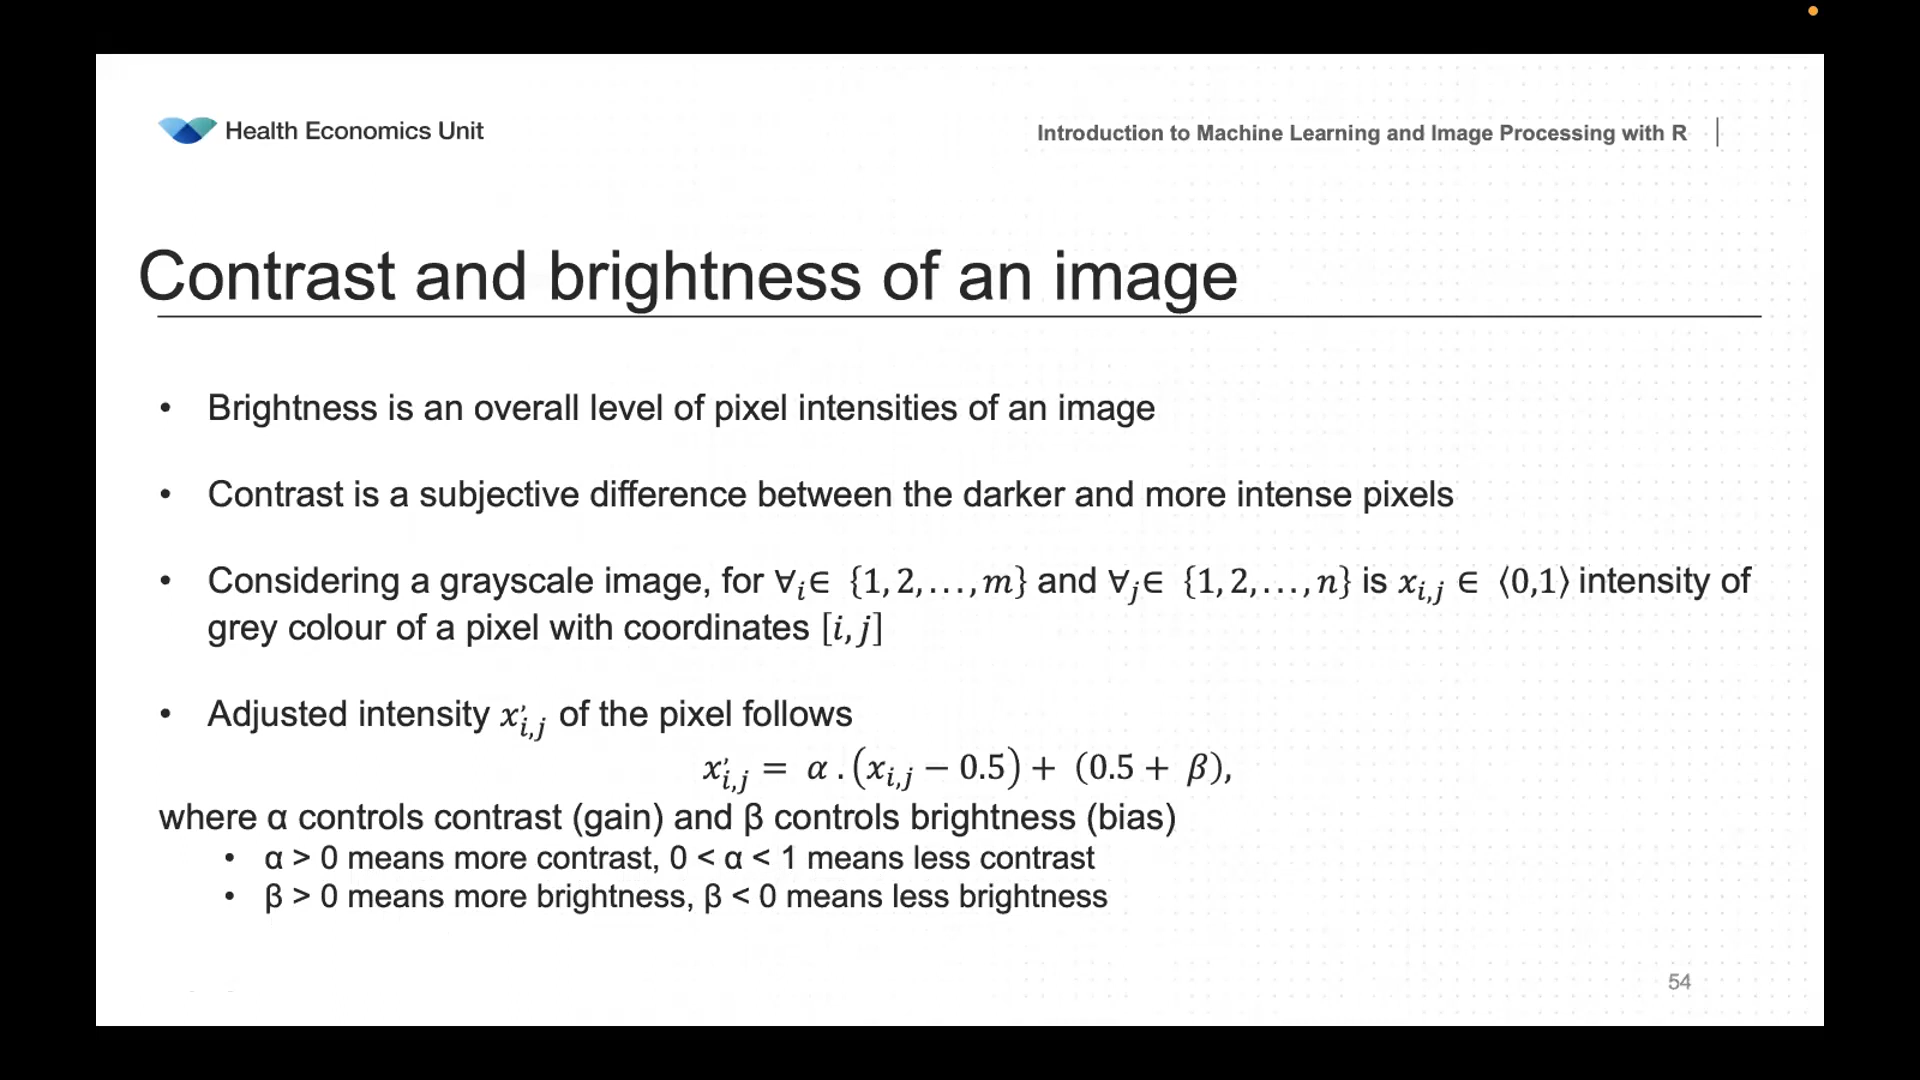 Health Economics Unit
Introduction to Machine Learning and Image Processing with R
Contrast and brightness of an image
• Brightness is an overall level of pixel intensities of an image
• Contrast is a subjective difference between the darker and more intense pixels
• Considering a grayscale image, for ∀ᵢ∈ {1, 2, . . . , m} and ∀ⱼ∈ {1, 2, . . . , n} is x_{i,j} ∈ ⟨0,1⟩ intensity of
grey colour of a pixel with coordinates [i, j]
• Adjusted intensity x'_{i,j} of the pixel follows
x'_{i,j} = α . (x_{i,j} − 0.5) + (0.5 + β),
where α controls contrast (gain) and β controls brightness (bias)
• α > 0 means more contrast, 0 < α < 1 means less contrast
• β > 0 means more brightness, β < 0 means less brightness
54